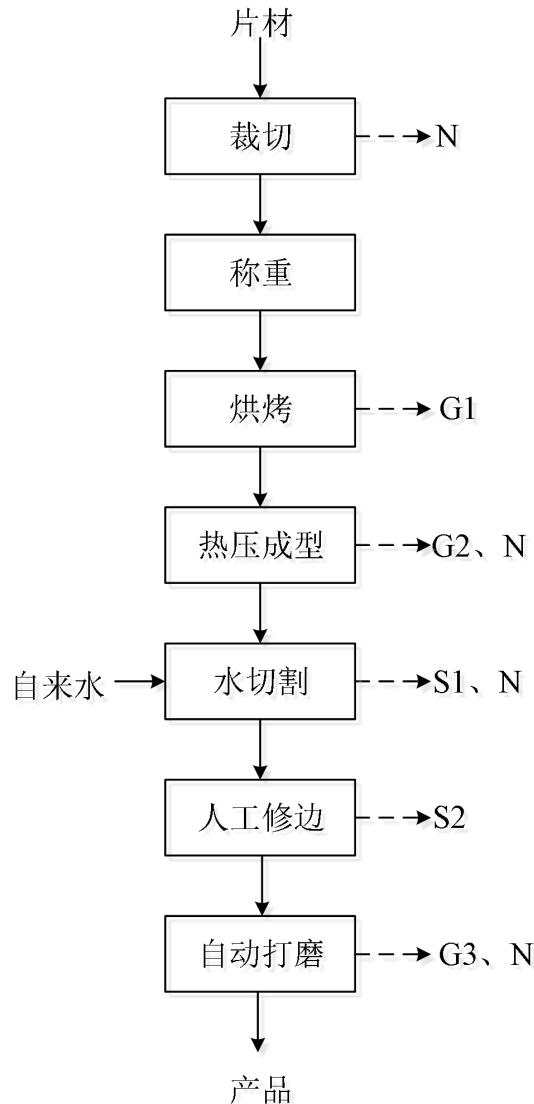 片材
裁切
N
称重
烘烤
G1
热压成型
G2、N
自来水
水切割
S1、N
人工修边
S2
自动打磨
G3、N
产品